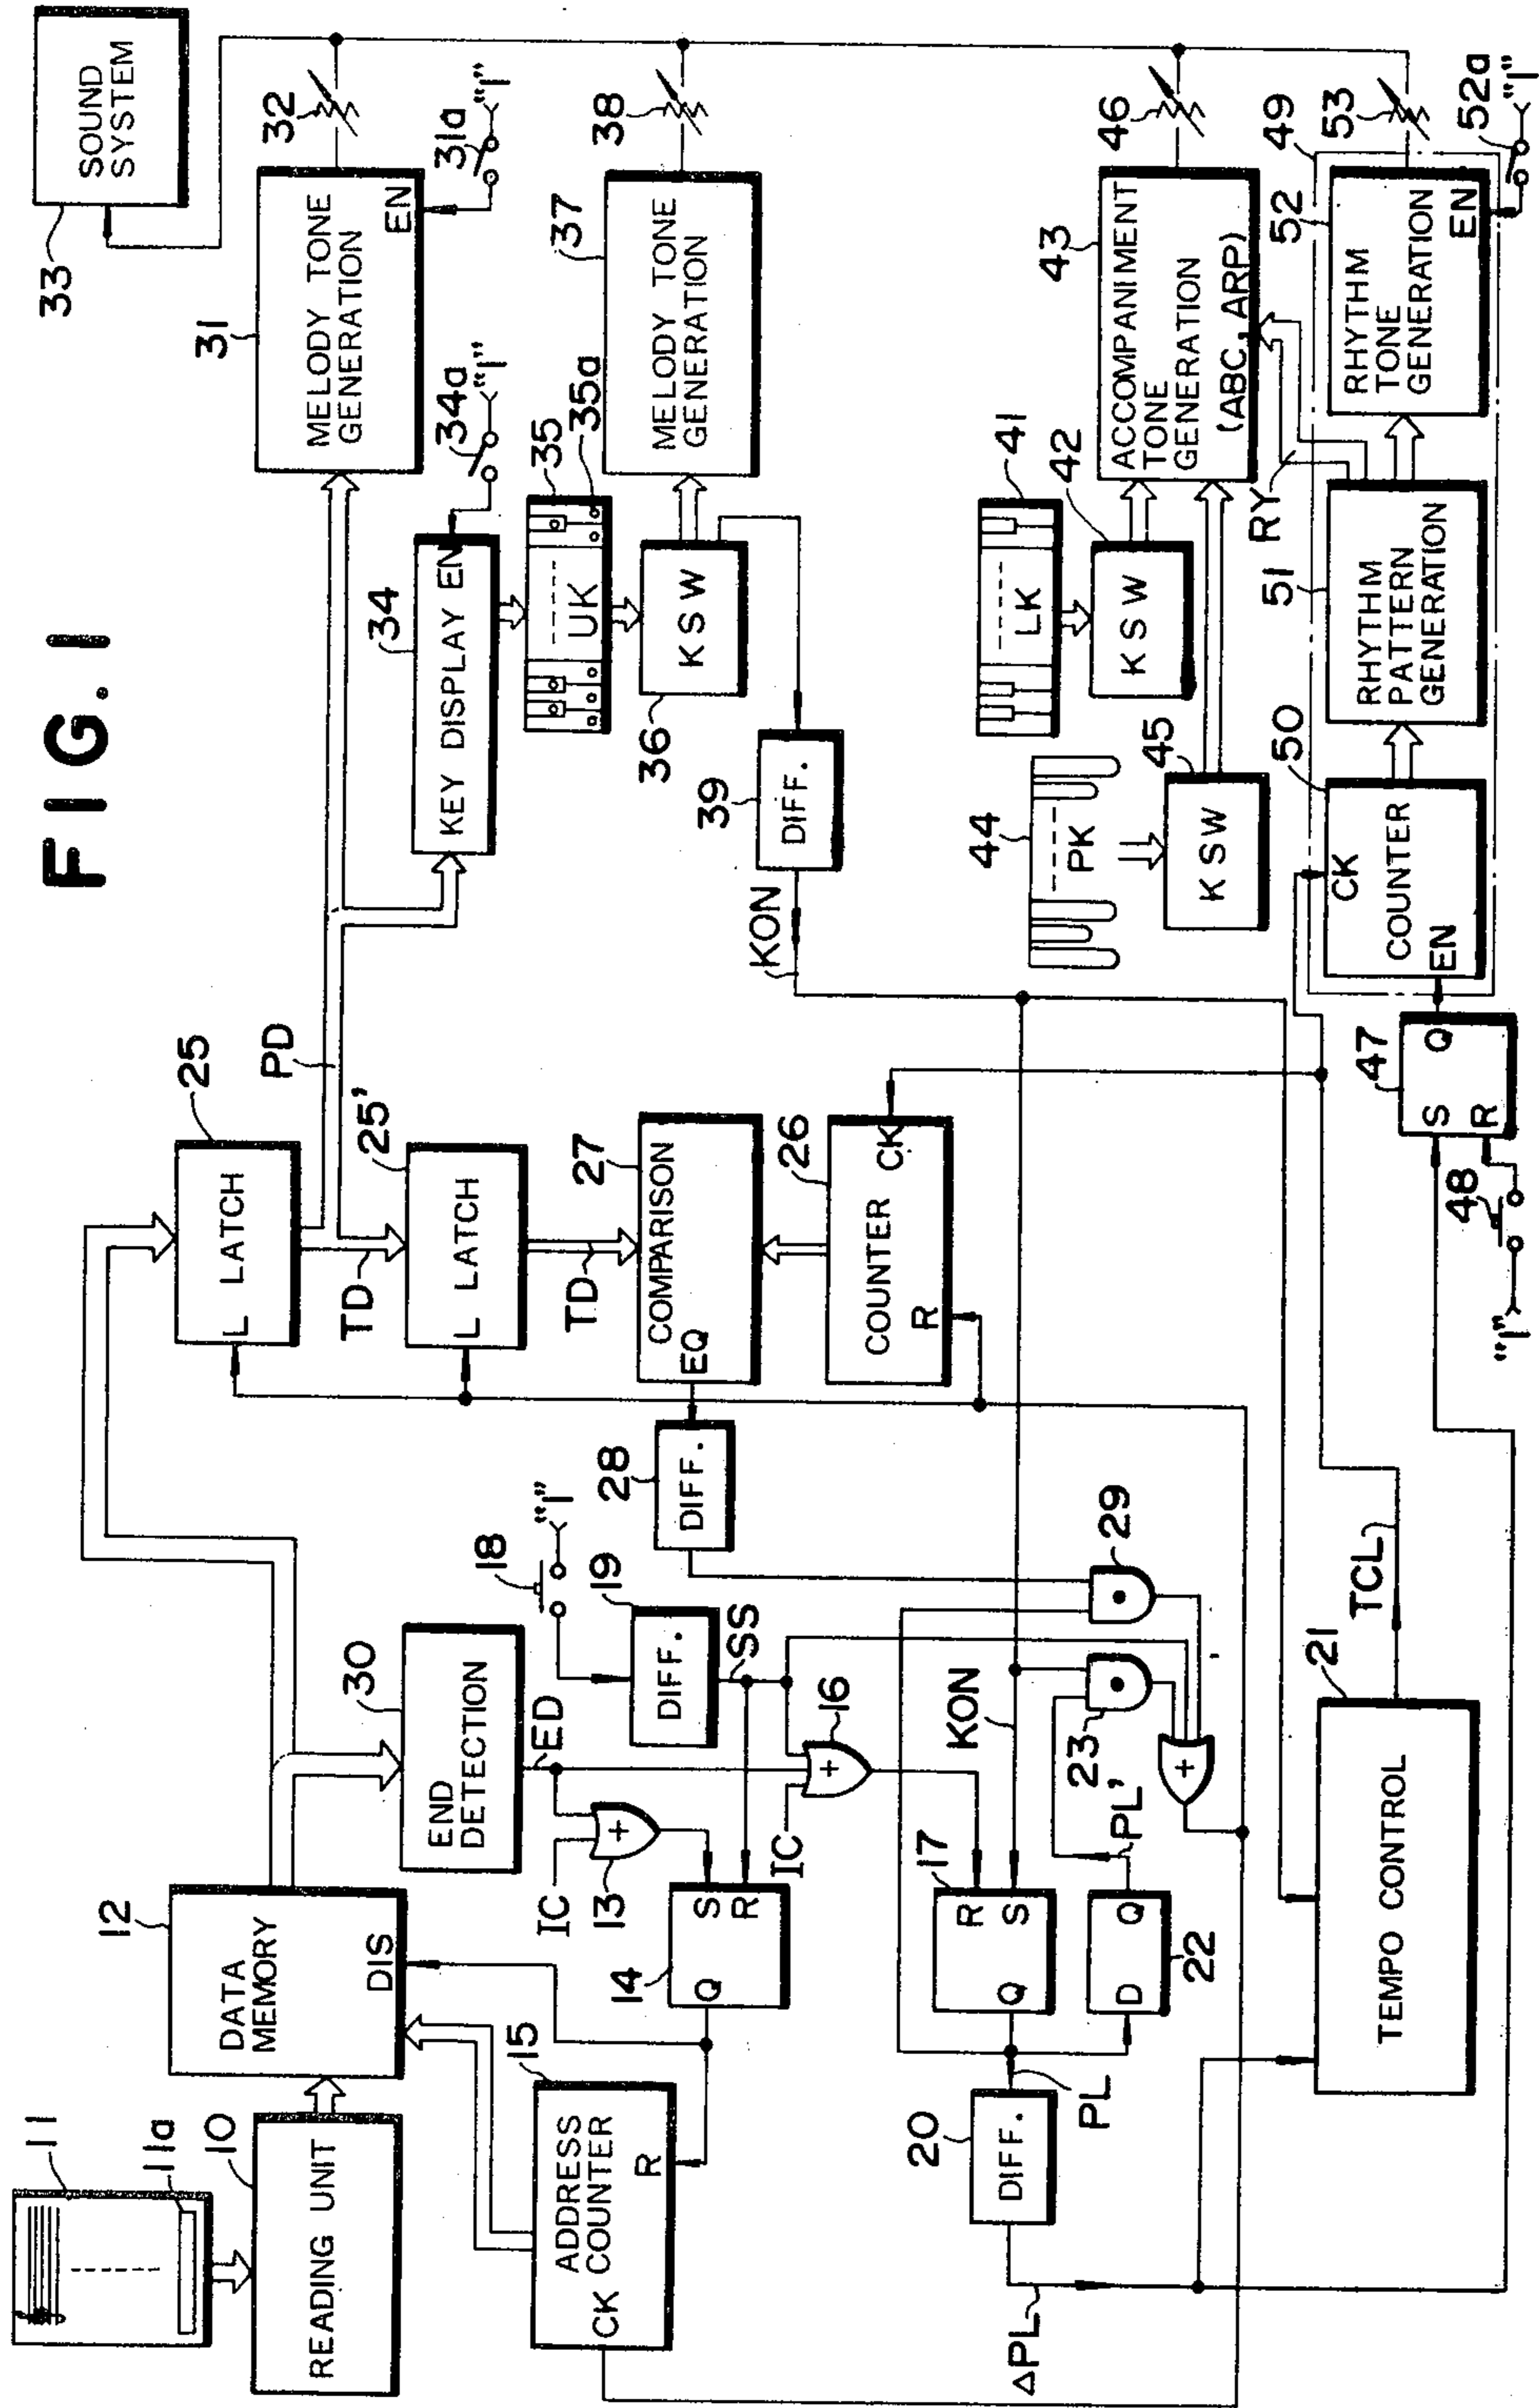 FIG. 1
11
11a
10
READING UNIT
12
DATA
MEMORY
DIS
15
ADDRESS
COUNTER
CK
R
30
END
DETECTION
ED
IC
13
14
S
R
Q
18
"1"
19
DIFF.
SS
16
IC
17
R
S
Q
KON
20
DIFF.
PL
ΔPL
22
D
Q
PL'
23
29
28
DIFF.
21
TEMPO CONTROL
TCL
25
L LATCH
PD
TD
25'
L LATCH
TD
27
COMPARISON
EQ
26
COUNTER
CK
R
33
SOUND
SYSTEM
31
MELODY TONE
GENERATION
EN
32
31a
"1"
34
KEY DISPLAY EN
34a
"1"
35
35a
UK
36
KSW
37
MELODY TONE
GENERATION
38
39
DIFF.
KON
41
LK
42
KSW
43
ACCOMPANIMENT
TONE
GENERATION
(ABC, ARP)
44
PK
45
KSW
46
47
S
R
Q
48
"1"
49
50
CK
COUNTER
EN
51
RHYTHM
PATTERN
GENERATION
RY
52
RHYTHM
TONE
GENERATION
EN
53
52a
"1"